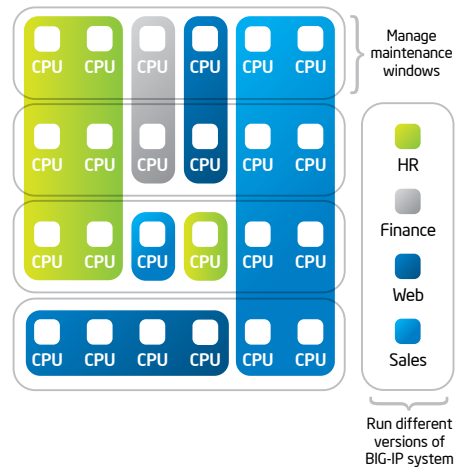 CPU CPU CPU CPU CPU CPU
Manage
maintenance
windows
CPU CPU CPU CPU CPU CPU
CPU CPU CPU CPU CPU CPU
CPU CPU CPU CPU CPU CPU
HR
Finance
Web
Sales
Run different
versions of
BIG-IP system